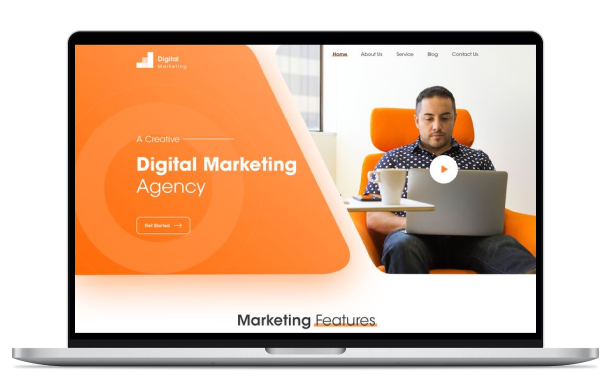 Digital
Marketing
Home
About Us
Service
Blog
Contact Us
A Creative
Digital Marketing
Agency
Get Started
Marketing Features